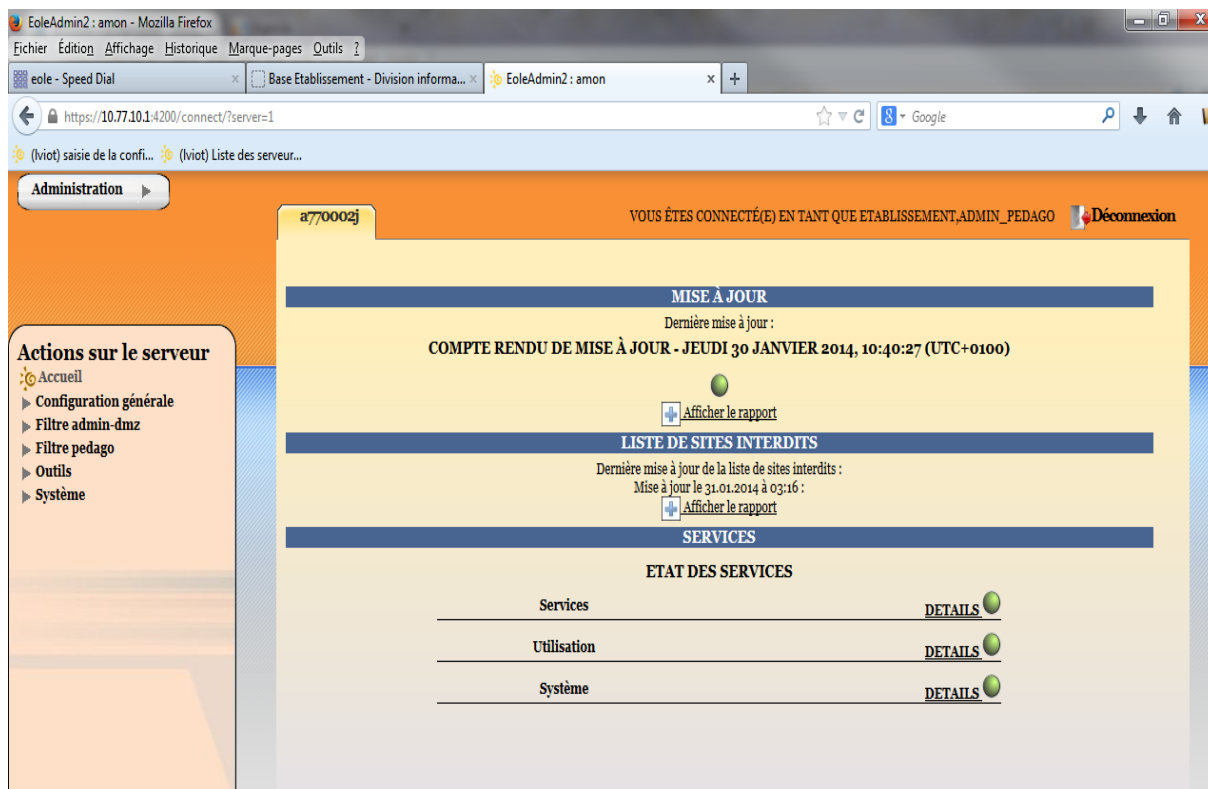 EoleAdmin2 : amon - Mozilla Firefox
Fichier Édition Affichage Historique Marque-pages Outils ?
eole - Speed Dial
Base Etablissement - Division informa...
EoleAdmin2 : amon
https://10.77.10.1:4200/connect/?server=1
Google
(lviot) saisie de la confi...
(lviot) Liste des serveur...
Administration
a770002j
VOUS ÊTES CONNECTÉ(E) EN TANT QUE ETABLISSEMENT,ADMIN_PEDAGO
Déconnexion
Actions sur le serveur
Accueil
Configuration générale
Filtre admin-dmz
Filtre pedago
Outils
Système
MISE À JOUR
Dernière mise à jour :
COMPTE RENDU DE MISE À JOUR - JEUDI 30 JANVIER 2014, 10:40:27 (UTC+0100)
Afficher le rapport
LISTE DE SITES INTERDITS
Dernière mise à jour de la liste de sites interdits :
Mise à jour le 31.01.2014 à 03:16 :
Afficher le rapport
SERVICES
ETAT DES SERVICES
Services DETAILS
Utilisation DETAILS
Système DETAILS